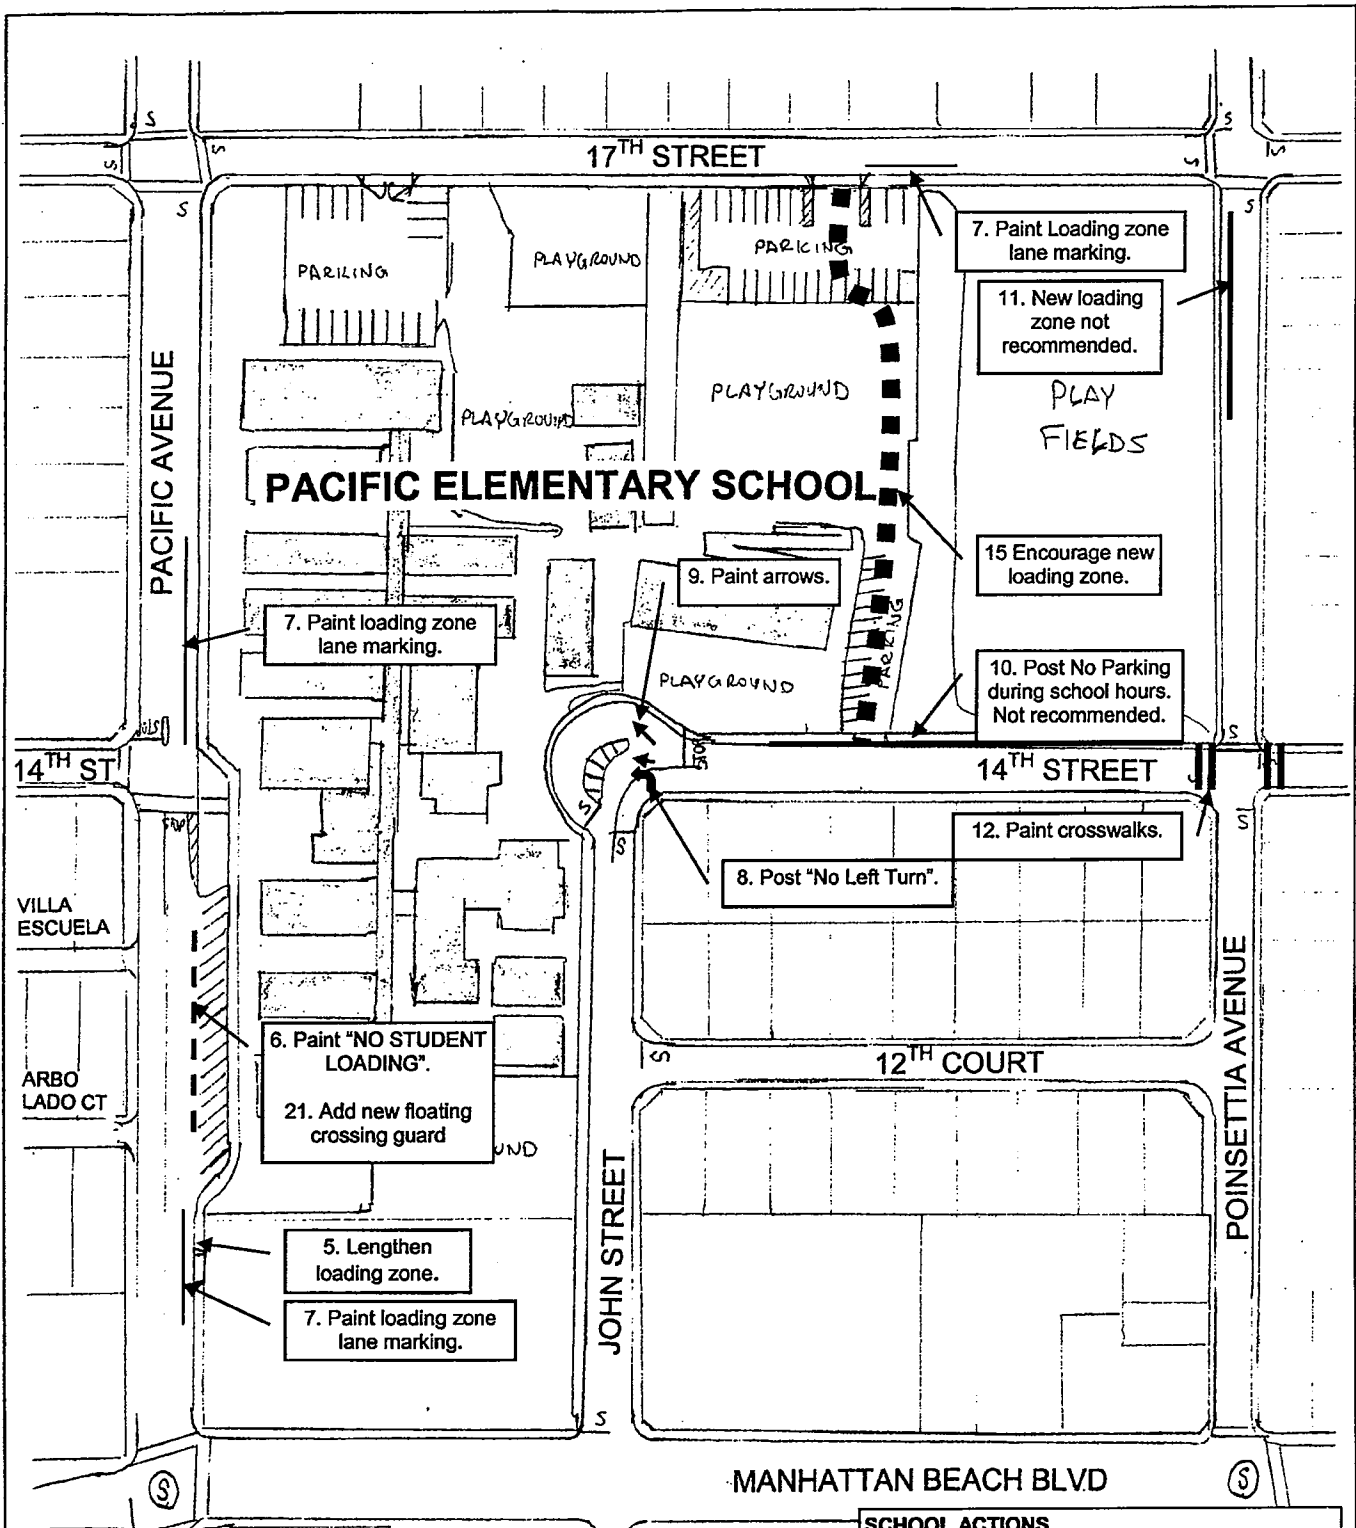 17TH STREET
S
S
S
S
S
S
S
S
PARKING
PLAYGROUND
PARKING
7. Paint Loading zone
lane marking.
11. New loading
zone not
recommended.
PLAY
FIELDS
PACIFIC AVENUE
PLAYGROUND
PLAYGROUND
PACIFIC ELEMENTARY SCHOOL
15 Encourage new
loading zone.
9. Paint arrows.
7. Paint loading zone
lane marking.
PARKING
10. Post No Parking
during school hours.
Not recommended.
PLAYGROUND
STOP
STOP
S
14TH ST
14TH STREET
S
S
S
S
STOP
12. Paint crosswalks.
8. Post "No Left Turn".
VILLA
ESCUELA
POINSETTIA AVENUE
6. Paint "NO STUDENT
LOADING".
21. Add new floating
crossing guard
S
12TH COURT
ARBO
LADO CT
UND
JOHN STREET
5. Lengthen
loading zone.
7. Paint loading zone
lane marking.
S
MANHATTAN BEACH BLVD
S
S
SCHOOL ACTIONS